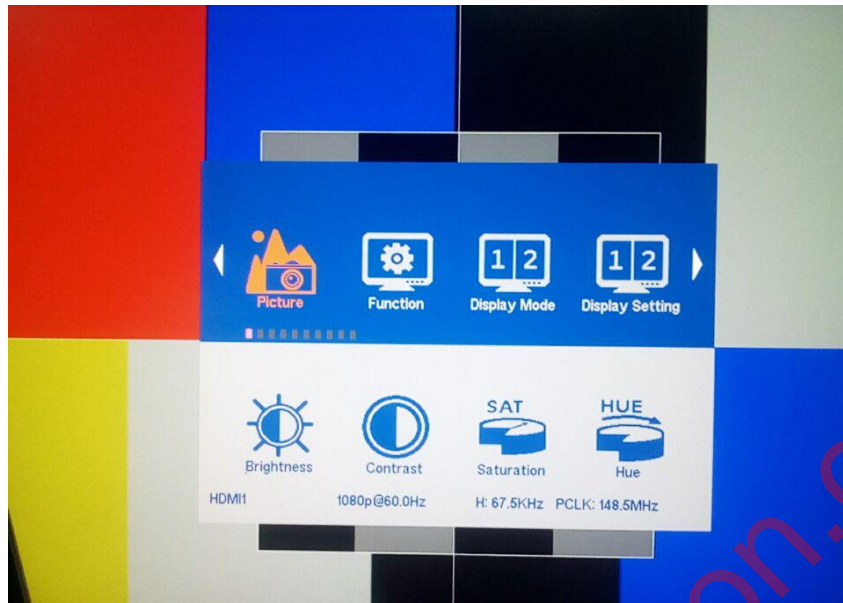 1 2 1 2
Picture Function Display Mode Display Setting
SAT HUE
Brightness Contrast Saturation Hue
HDMI1 1080p@60.0Hz H: 67.5KHz PCLK: 148.5MHz
on.